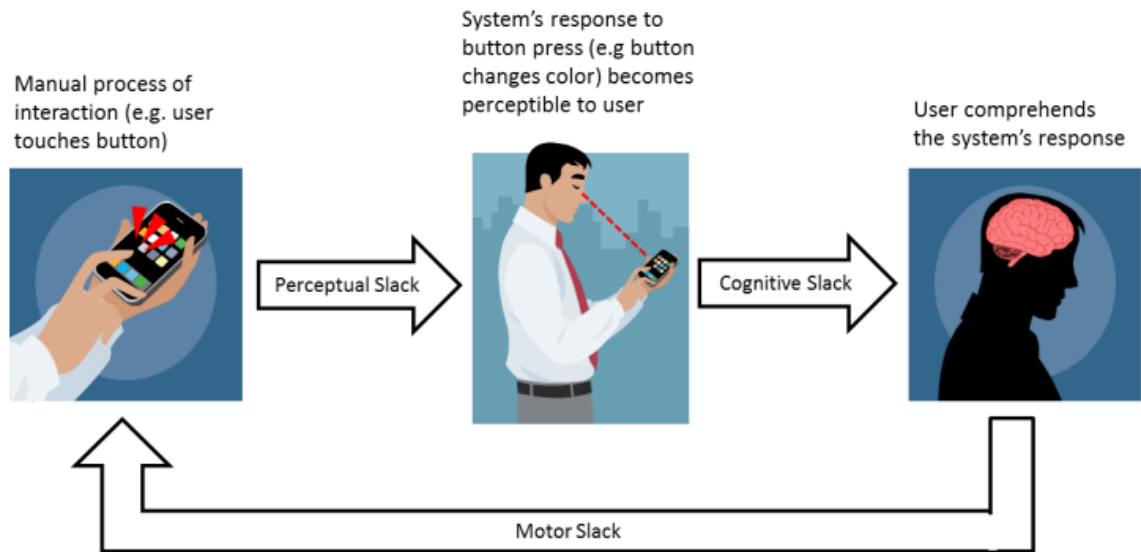 Manual process of
interaction (e.g. user
touches button)
System's response to
button press (e.g button
changes color) becomes
perceptible to user
User comprehends
the system's response
Perceptual Slack
Cognitive Slack
Motor Slack